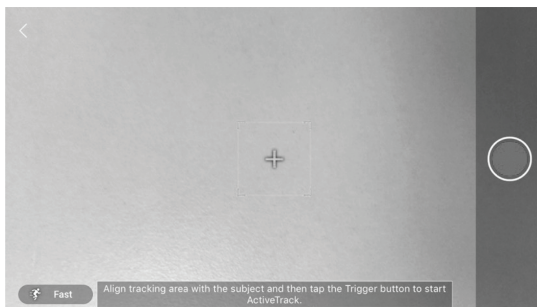 Fast
Align tracking area with the subject and then tap the Trigger button to start
ActiveTrack.